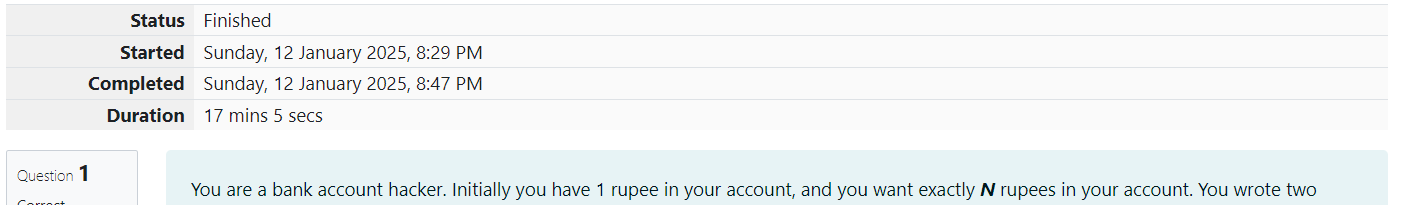 Status Finished
Started Sunday, 12 January 2025, 8:29 PM
Completed Sunday, 12 January 2025, 8:47 PM
Duration 17 mins 5 secs
Question 1
You are a bank account hacker. Initially you have 1 rupee in your account, and you want exactly N rupees in your account. You wrote two
Correct